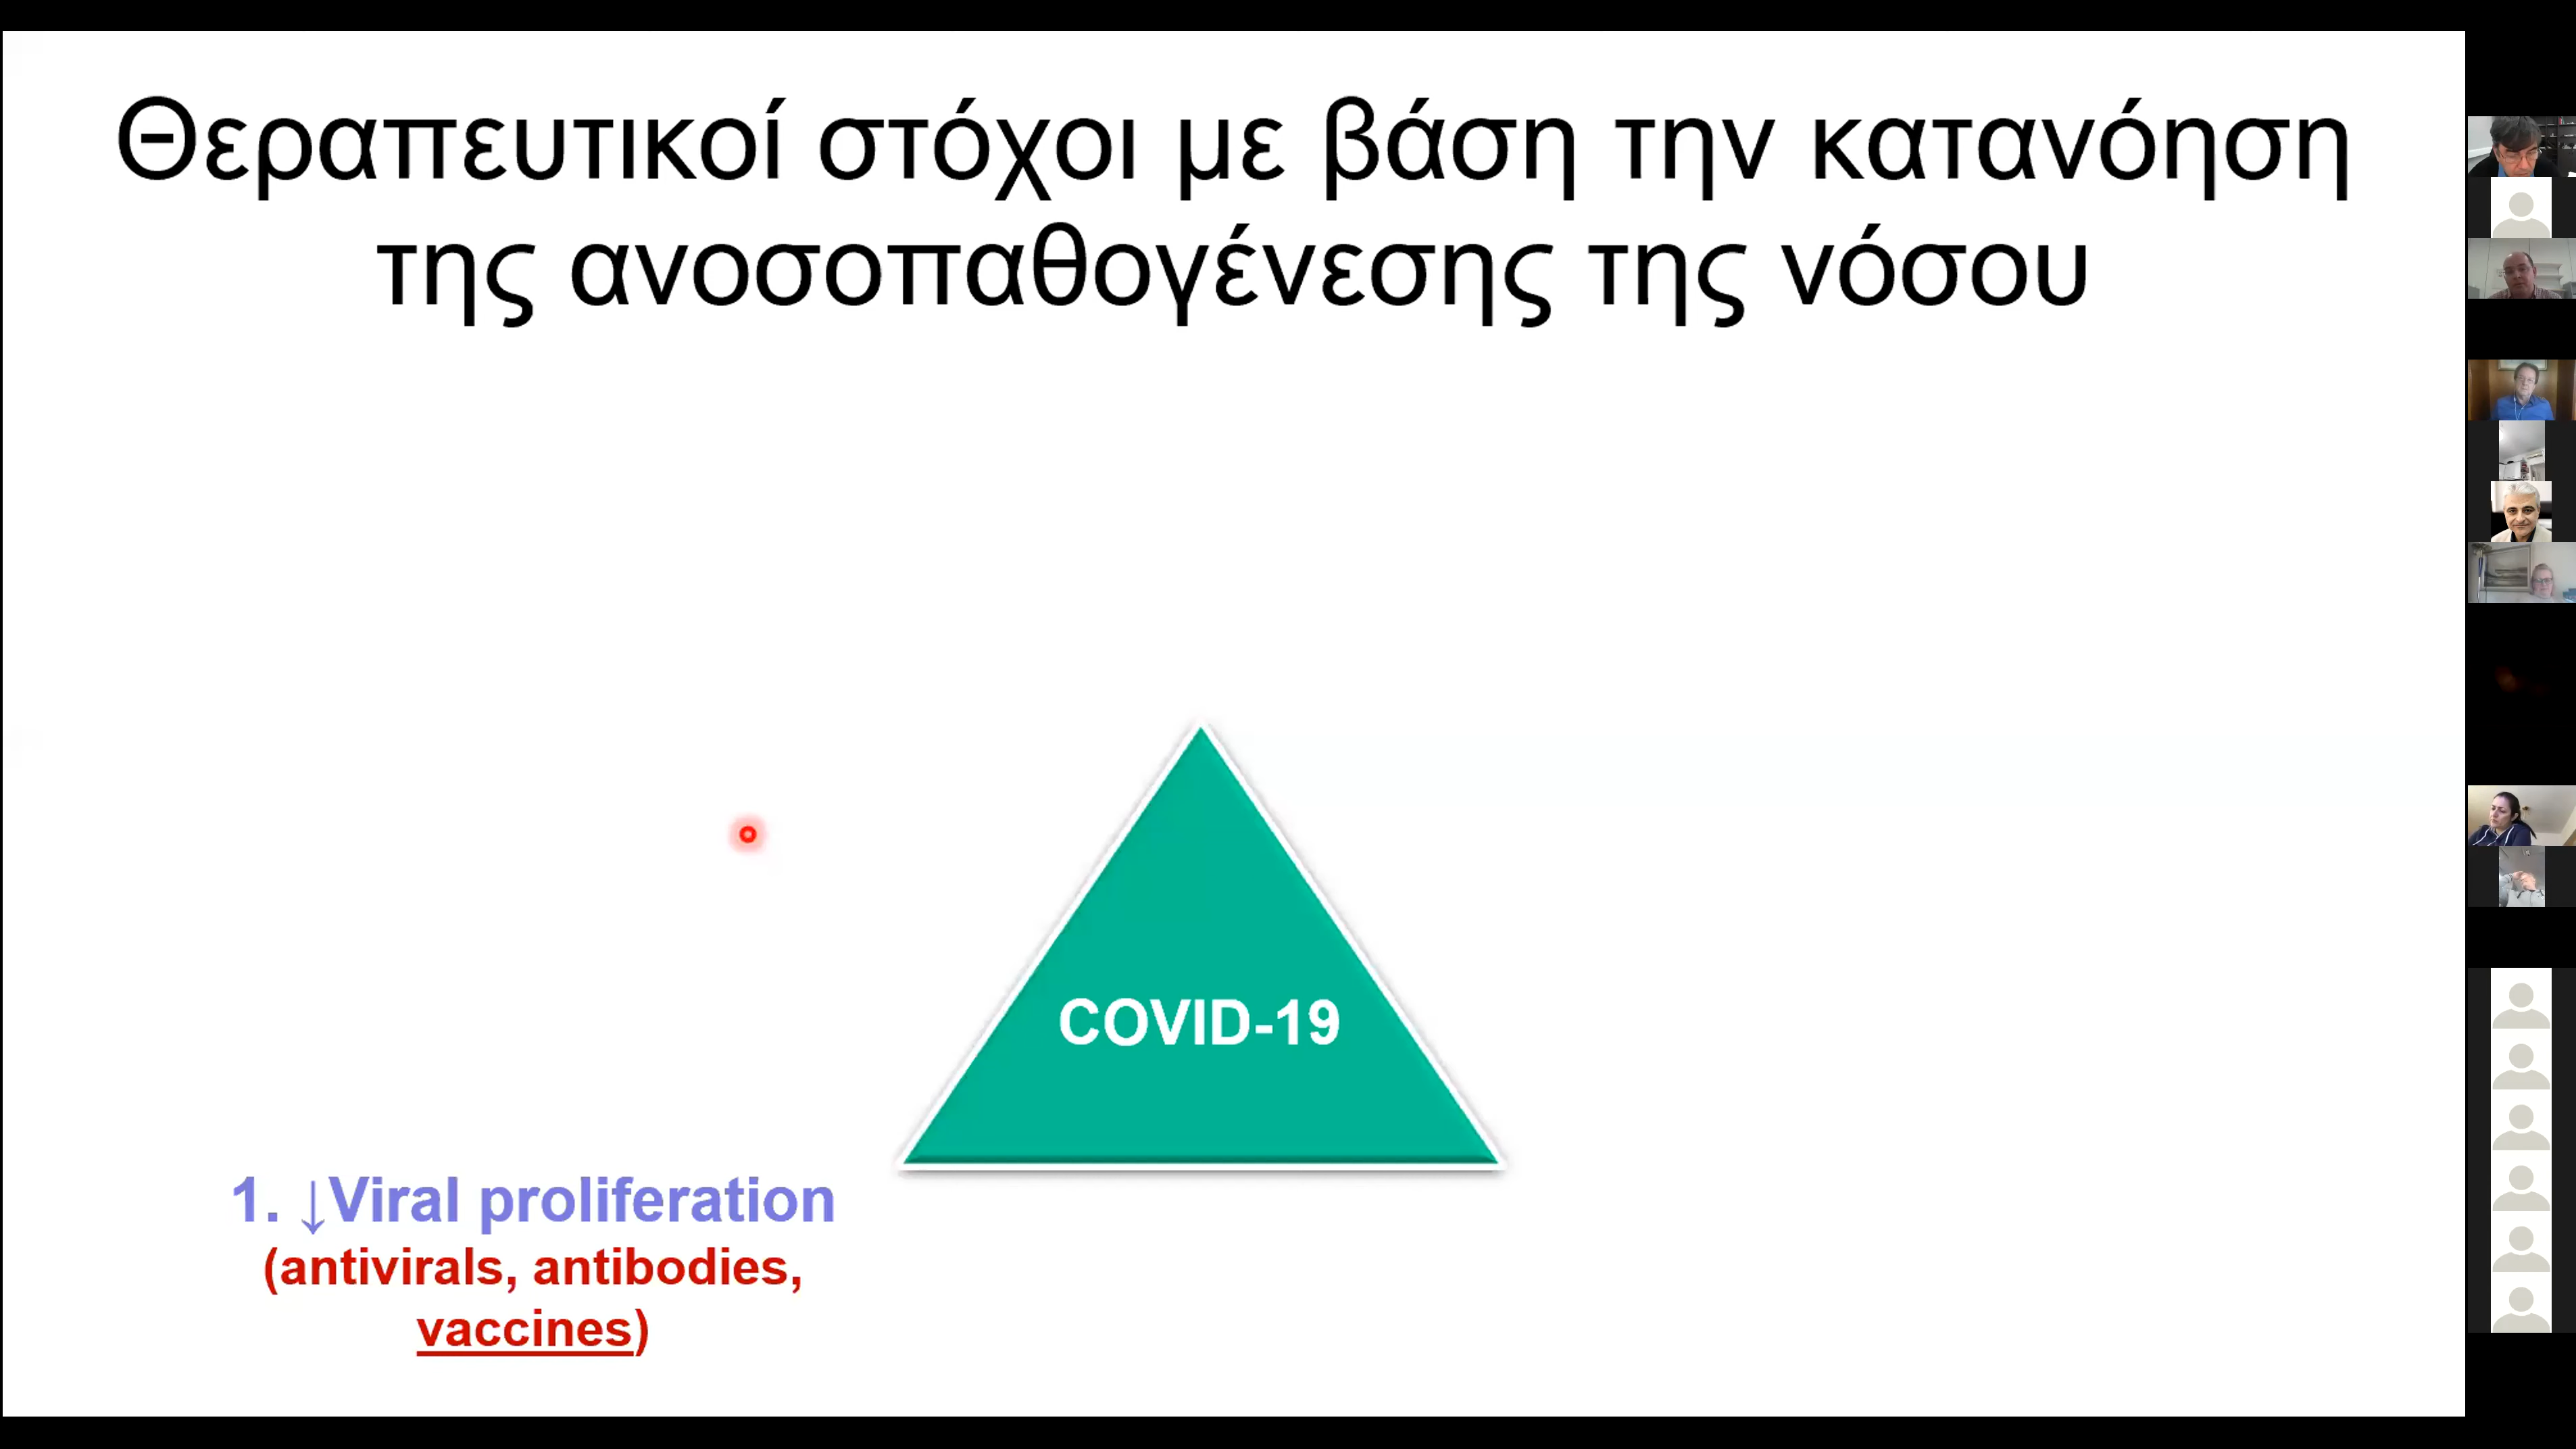 Θεραπευτικοί στόχοι με βάση την κατανόηση
της ανοσοπαθογένεσης της νόσου
COVID-19
1. ↓Viral proliferation
(antivirals, antibodies,
vaccines)